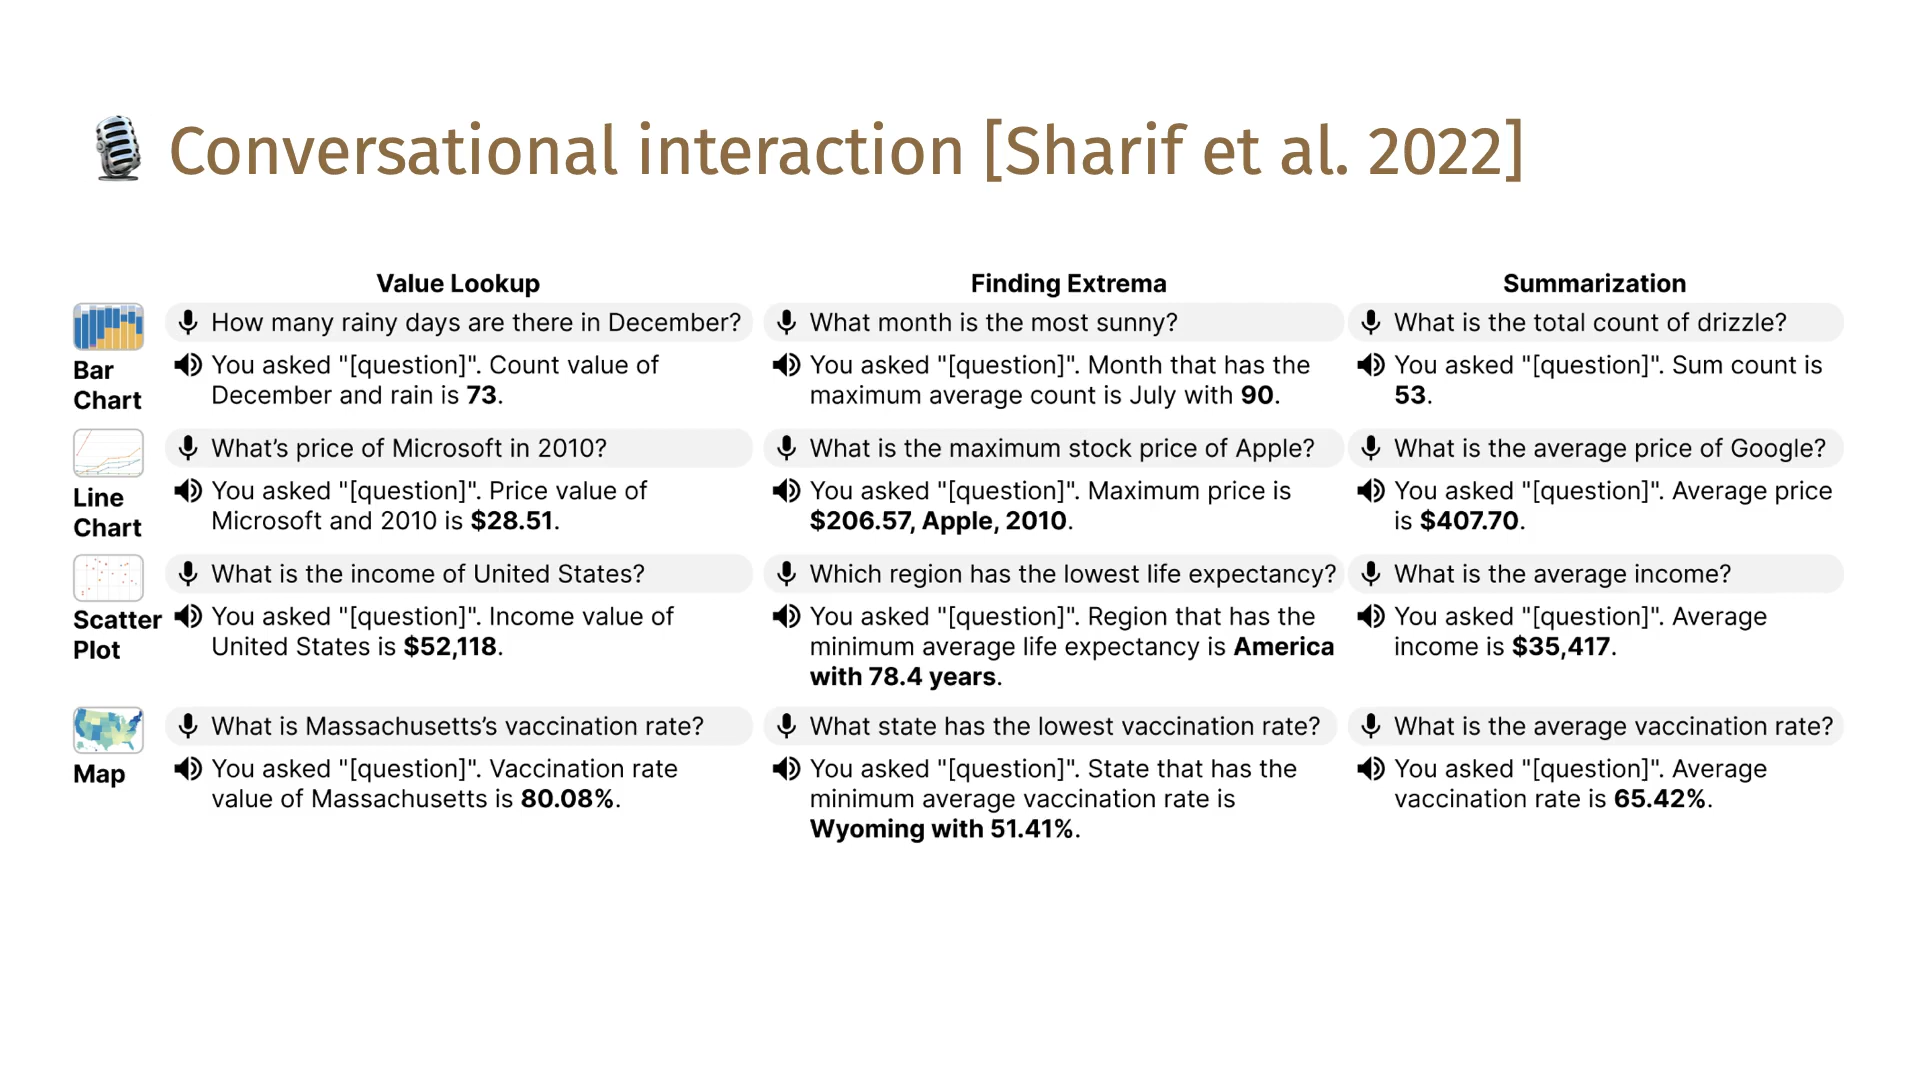 Conversational interaction [Sharif et al. 2022]
Value Lookup
Finding Extrema
Summarization
Bar
Chart
How many rainy days are there in December?
You asked "[question]". Count value of
December and rain is 73.
What month is the most sunny?
You asked "[question]". Month that has the
maximum average count is July with 90.
What is the total count of drizzle?
You asked "[question]". Sum count is
53.
Line
Chart
What’s price of Microsoft in 2010?
You asked "[question]". Price value of
Microsoft and 2010 is $28.51.
What is the maximum stock price of Apple?
You asked "[question]". Maximum price is
$206.57, Apple, 2010.
What is the average price of Google?
You asked "[question]". Average price
is $407.70.
Scatter
Plot
What is the income of United States?
You asked "[question]". Income value of
United States is $52,118.
Which region has the lowest life expectancy?
You asked "[question]". Region that has the
minimum average life expectancy is America
with 78.4 years.
What is the average income?
You asked "[question]". Average
income is $35,417.
Map
What is Massachusetts’s vaccination rate?
You asked "[question]". Vaccination rate
value of Massachusetts is 80.08%.
What state has the lowest vaccination rate?
You asked "[question]". State that has the
minimum average vaccination rate is
Wyoming with 51.41%.
What is the average vaccination rate?
You asked "[question]". Average
vaccination rate is 65.42%.